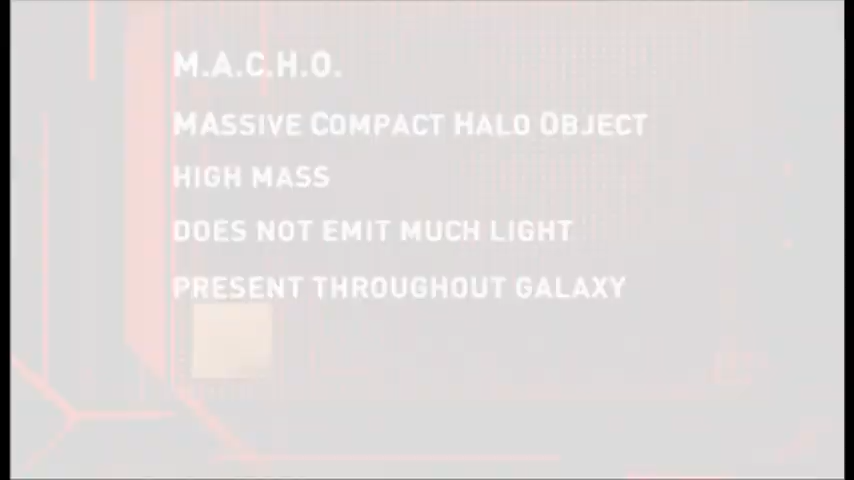 M.A.C.H.O.
MASSIVE COMPACT HALO OBJECT
HIGH MASS
DOES NOT EMIT MUCH LIGHT
PRESENT THROUGHOUT GALAXY